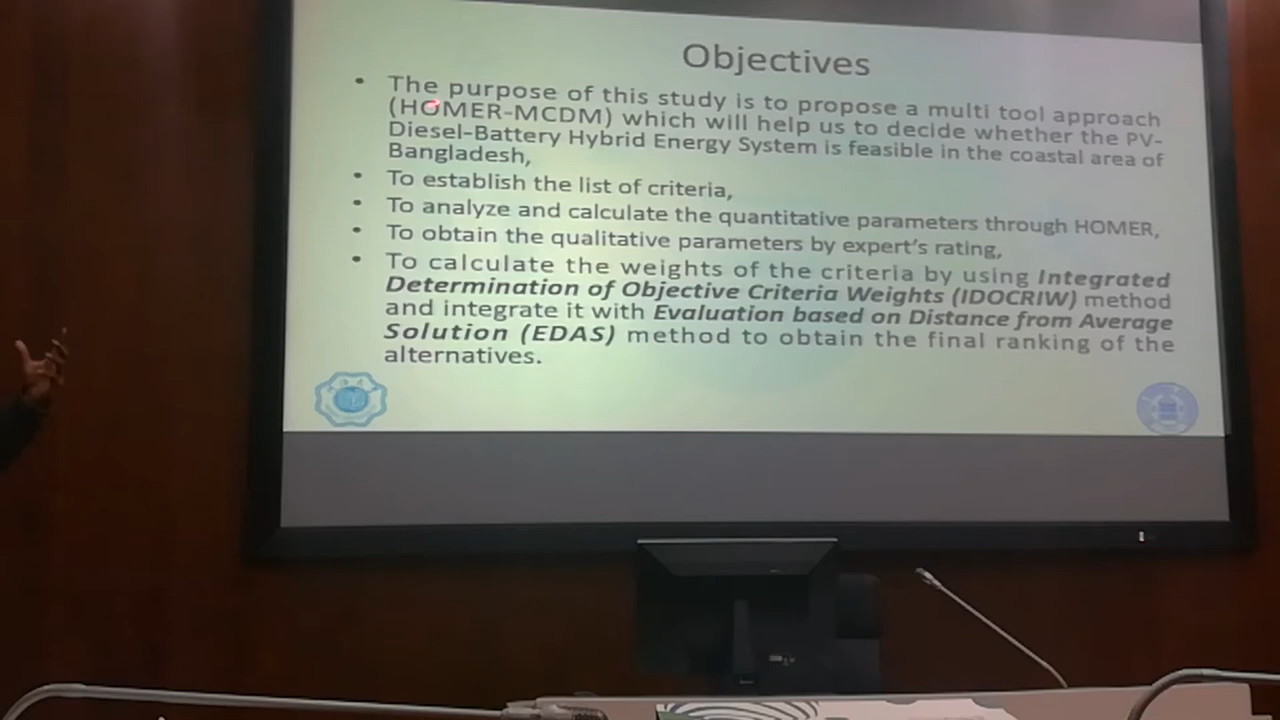 Objectives
• The purpose of this study is to propose a multi tool approach
(HOMER-MCDM) which will help us to decide whether the PV-
Diesel-Battery Hybrid Energy System is feasible in the coastal area of
Bangladesh,
• To establish the list of criteria,
• To analyze and calculate the quantitative parameters through HOMER,
• To obtain the qualitative parameters by expert's rating,
• To calculate the weights of the criteria by using Integrated
Determination of Objective Criteria Weights (IDOCRIW) method
and integrate it with Evaluation based on Distance from Average
Solution (EDAS) method to obtain the final ranking of the
alternatives.